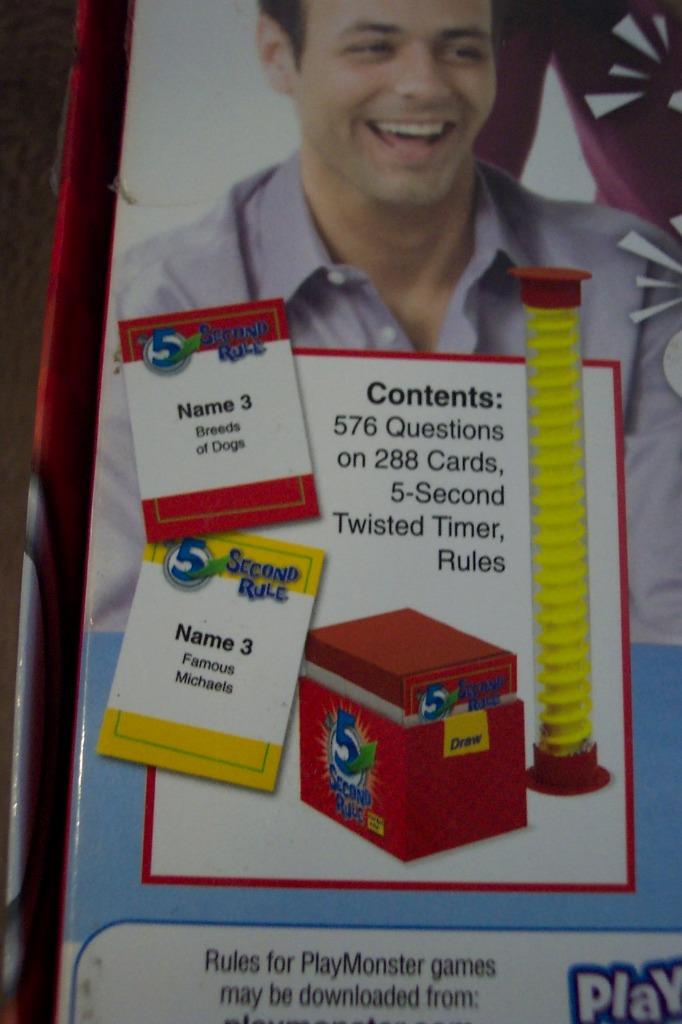 5 SECOND
RULE
Name 3
Breeds
of Dogs
Contents:
576 Questions
on 288 Cards,
5-Second
Twisted Timer,
Rules
5 SECOND
RULE
Name 3
Famous
Michaels
5 SECOND
RULE
Draw
5
SECOND
RULE
Rules for PlayMonster games
may be downloaded from:
playmonster.com
Play